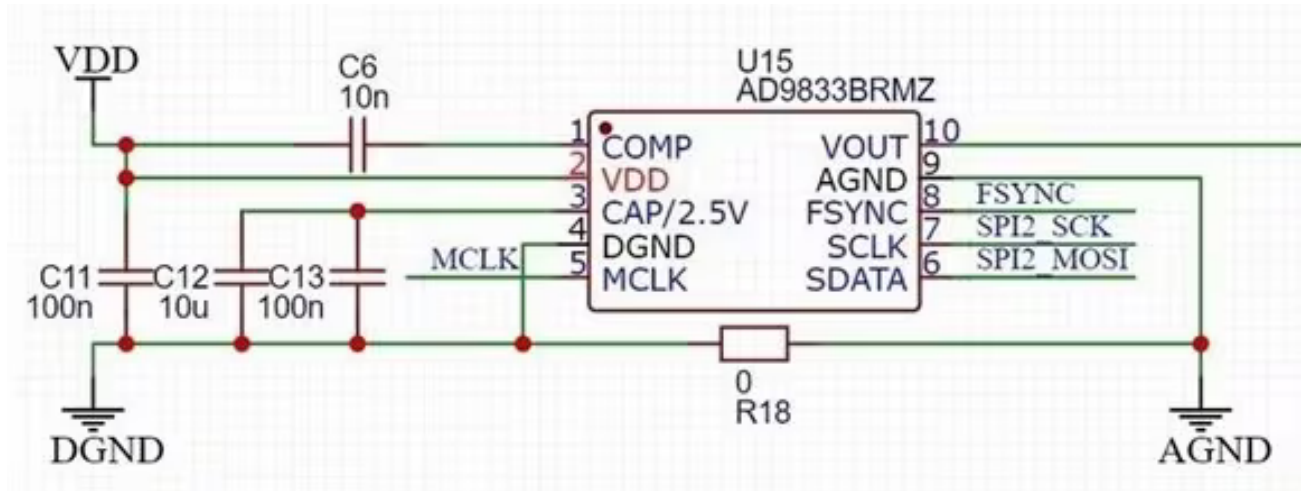 VDD
C6
10n
U15
AD9833BRMZ
1
COMP
VOUT
10
2
VDD
AGND
9
3
CAP/2.5V
FSYNC
8
FSYNC
4
DGND
SCLK
7
SPI2_SCK
MCLK
5
MCLK
SDATA
6
SPI2_MOSI
C11
100n
C12
10u
C13
100n
0
R18
DGND
AGND